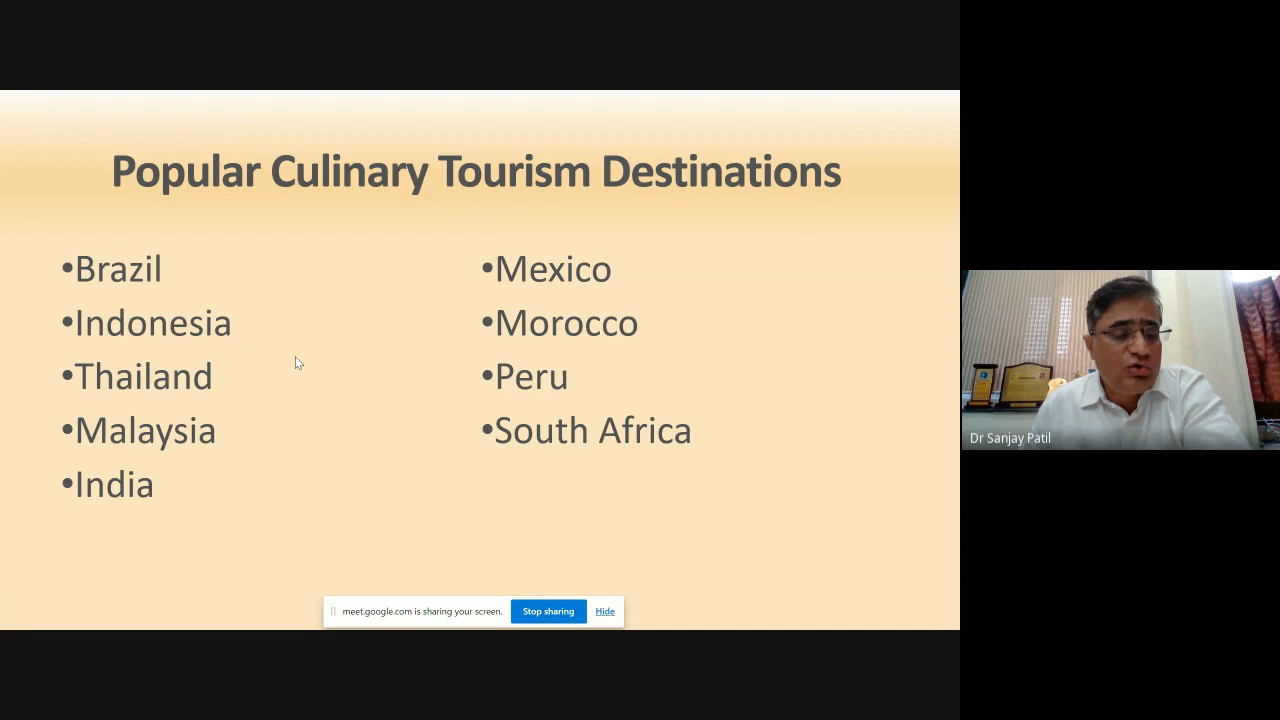 Popular Culinary Tourism Destinations
•Brazil
•Indonesia
•Thailand
•Malaysia
•India
•Mexico
•Morocco
•Peru
•South Africa
meet.google.com is sharing your screen. Stop sharing Hide
Dr Sanjay Patil